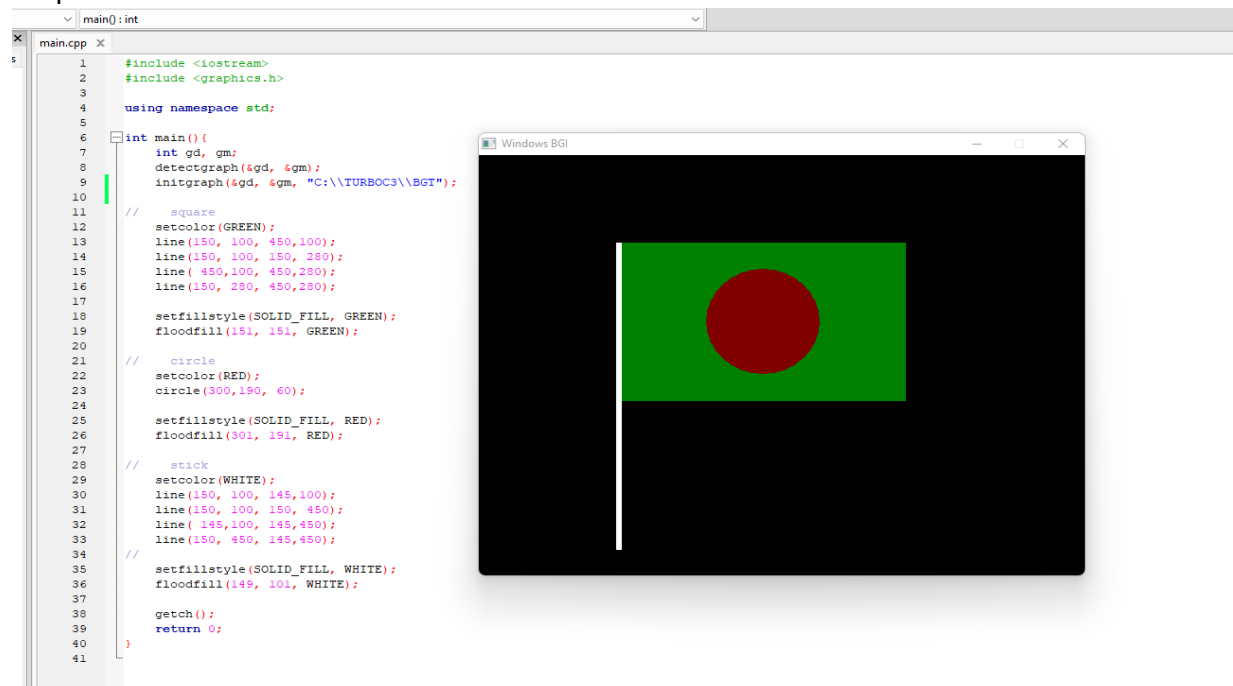 main() : int
main.cpp
1 #include <iostream>
2 #include <graphics.h>
3
4 using namespace std;
5
6 int main(){
7 int gd, gm;
8 detectgraph(&gd, &gm);
9 initgraph(&gd, &gm, "C:\\TURBOC3\\BGT");
10
11 // square
12 setcolor(GREEN);
13 line(150, 100, 450,100);
14 line(150, 100, 150, 280);
15 line( 450,100, 450,280);
16 line(150, 280, 450,280);
17
18 setfillstyle(SOLID_FILL, GREEN);
19 floodfill(151, 151, GREEN);
20
21 // circle
22 setcolor(RED);
23 circle(300,190, 60);
24
25 setfillstyle(SOLID_FILL, RED);
26 floodfill(301, 191, RED);
27
28 // stick
29 setcolor(WHITE);
30 line(150, 100, 145,100);
31 line(150, 100, 150, 450);
32 line( 145,100, 145,450);
33 line(150, 450, 145,450);
34 //
35 setfillstyle(SOLID_FILL, WHITE);
36 floodfill(149, 101, WHITE);
37
38 getch();
39 return 0;
40 }
41
Windows BGI